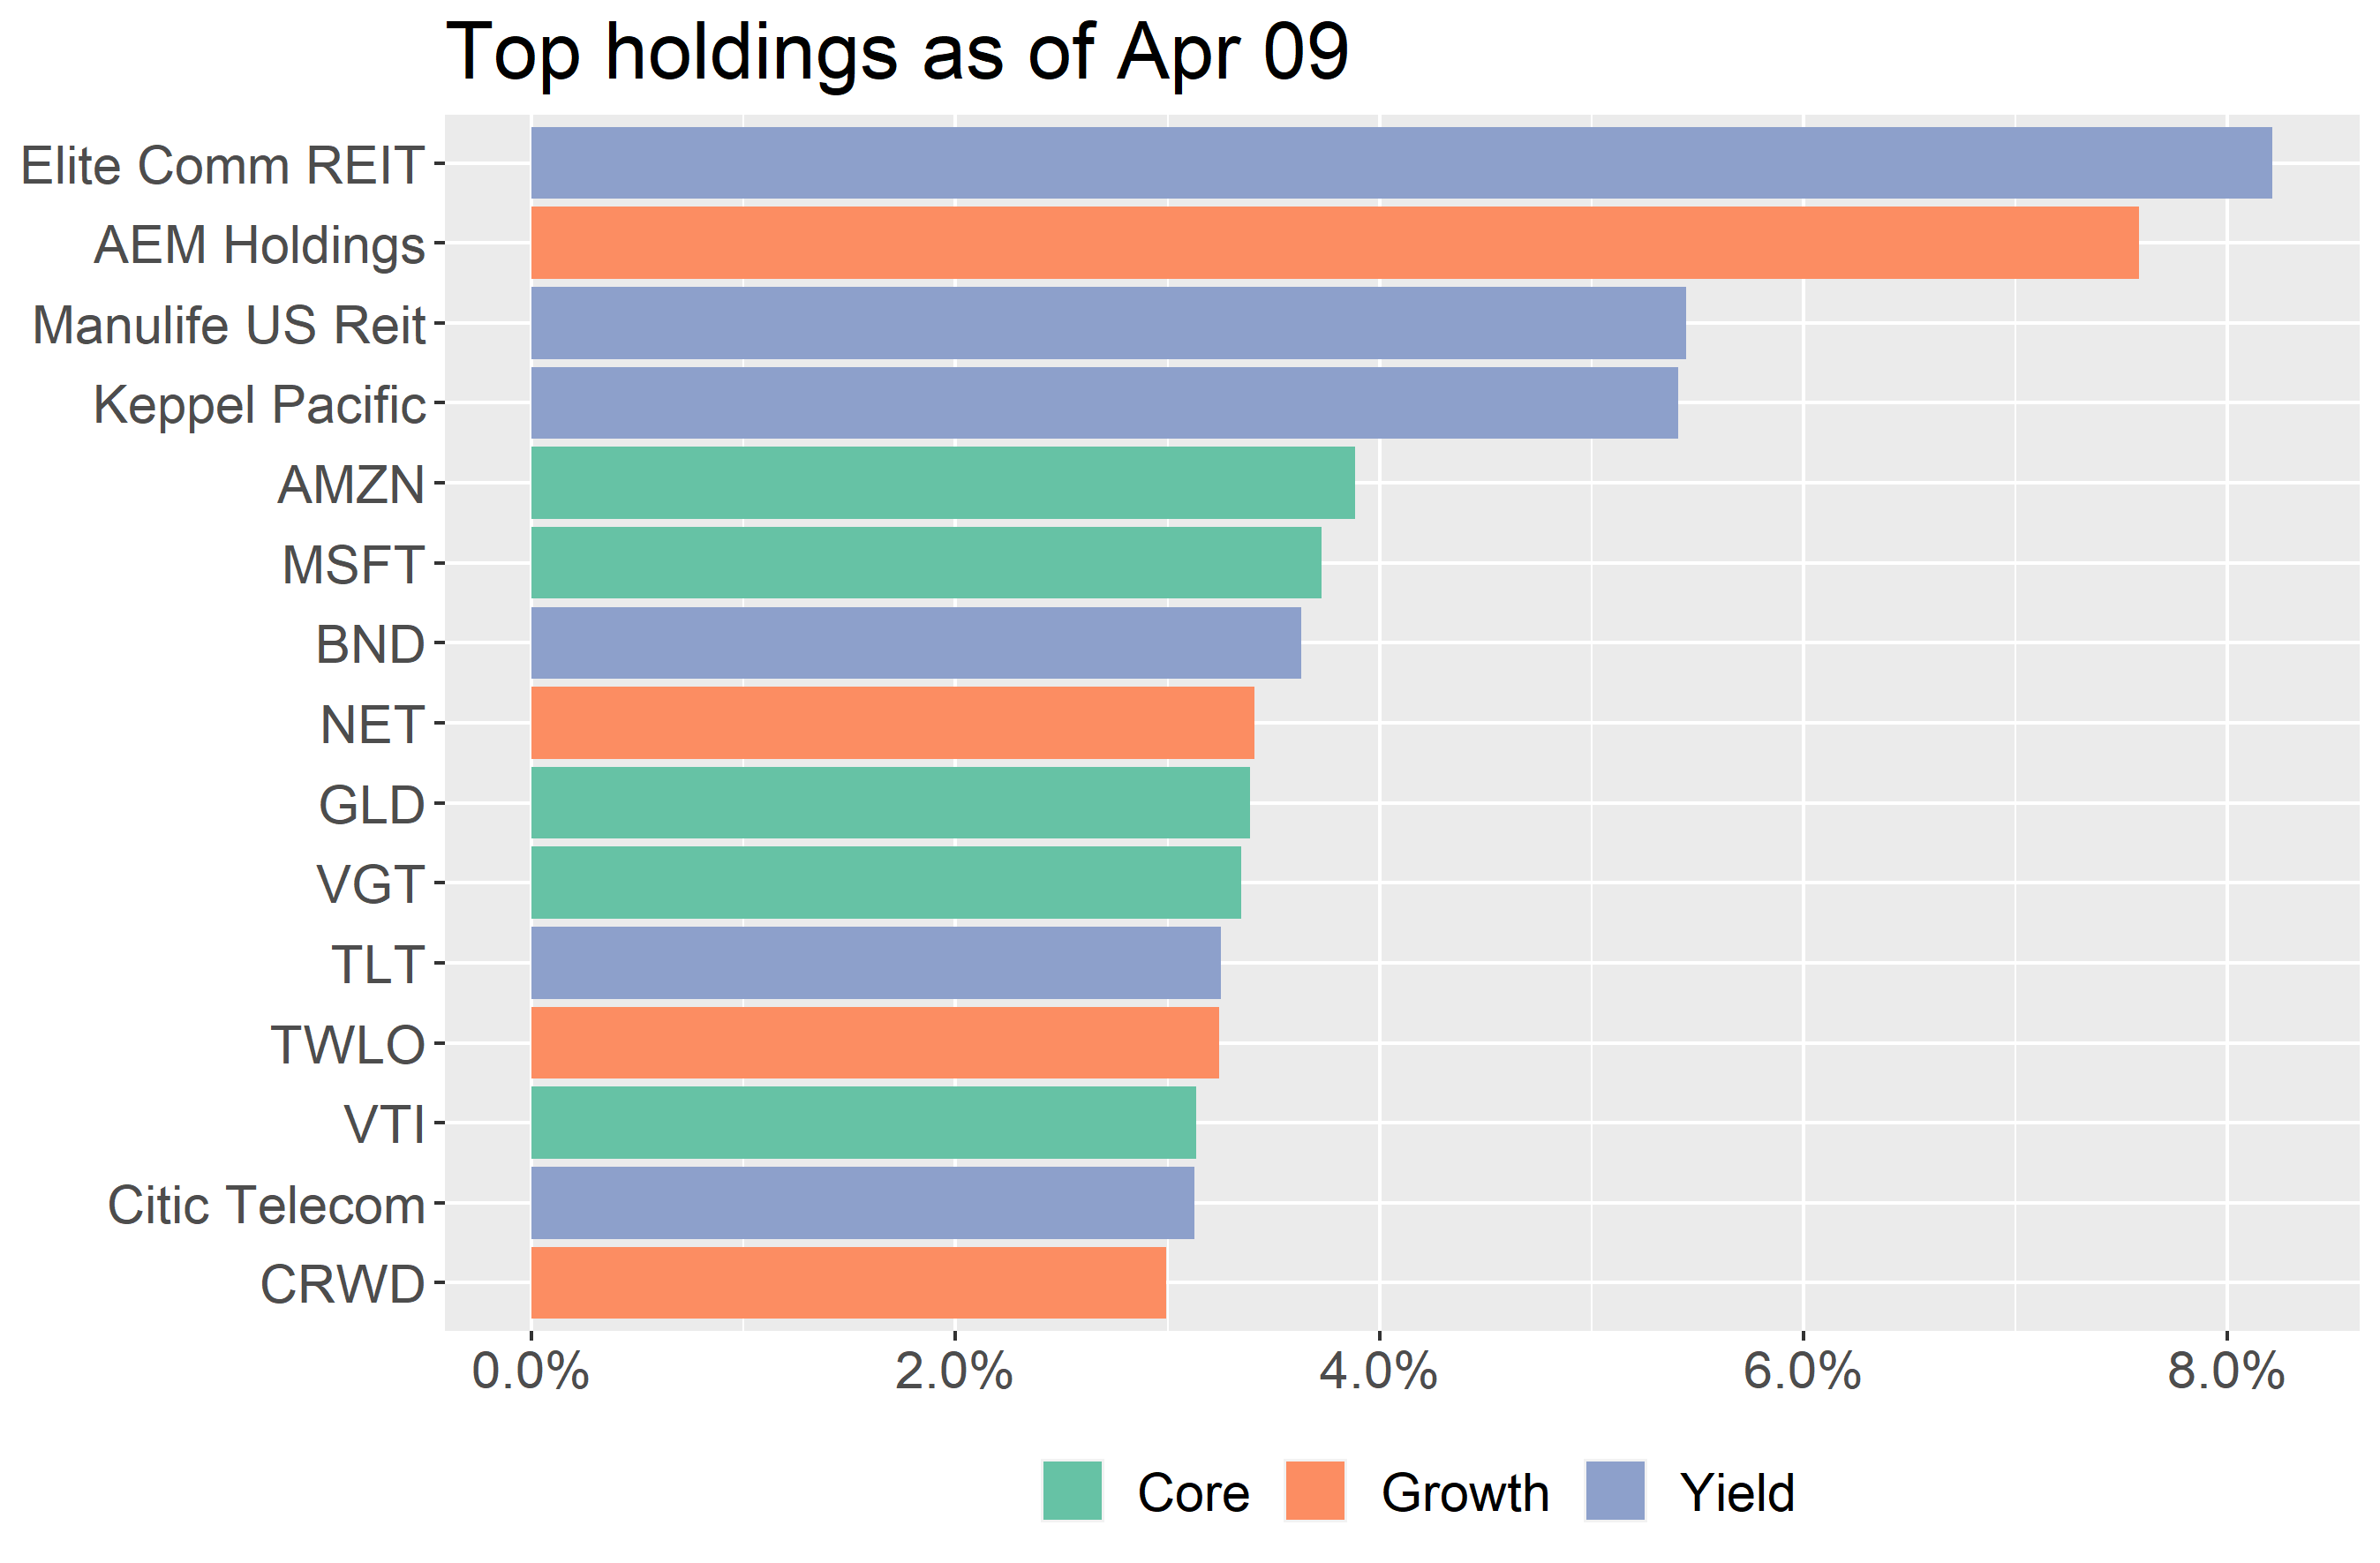 Top holdings as of Apr 09
Elite Comm REIT
AEM Holdings
Manulife US Reit
Keppel Pacific
AMZN
MSFT
BND
NET
GLD
VGT
TLT
TWLO
VTI
Citic Telecom
CRWD
0.0% 2.0% 4.0% 6.0% 8.0%
Core Growth Yield